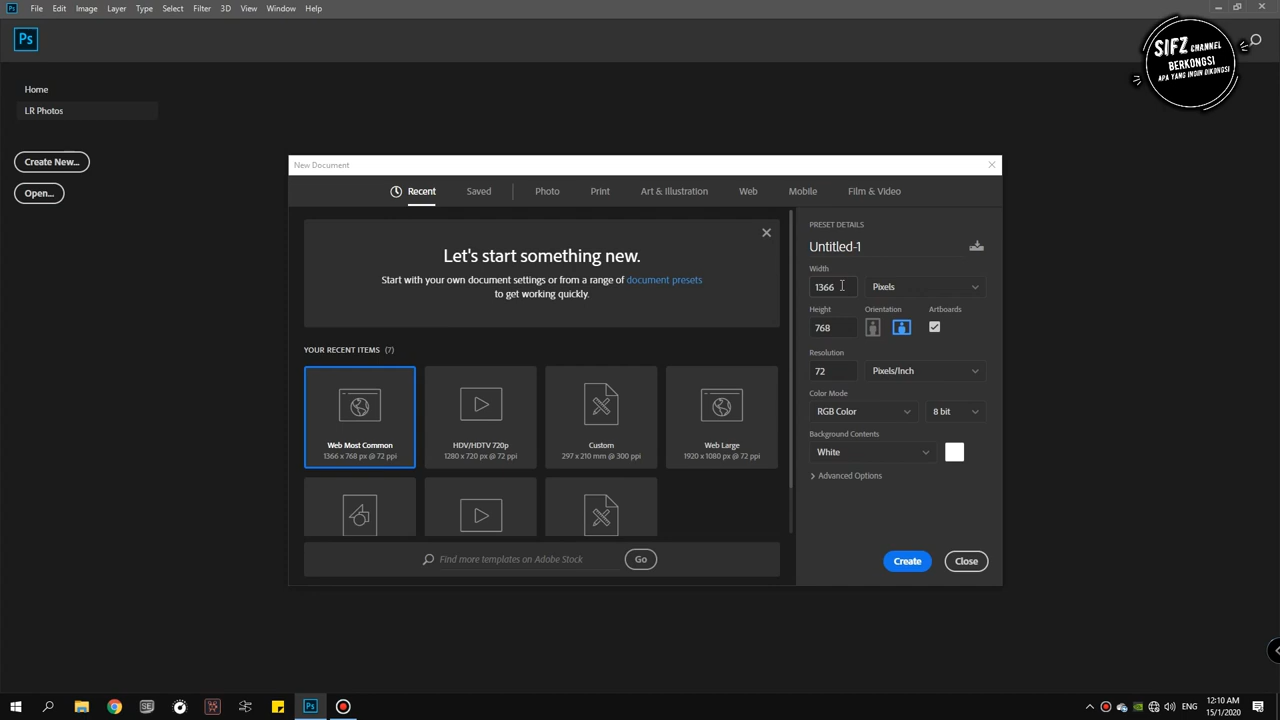 Ps
File Edit Image Layer Type Select Filter 3D View Window Help
Ps
SIFZ CHANNEL
BERKONGSI
APA YANG INGIN DIKONGSI
Home
LR Photos
Create New...
Open...
New Document
Recent Saved Photo Print Art & Illustration Web Mobile Film & Video
Let's start something new.
Start with your own document settings or from a range of document presets
to get working quickly.
YOUR RECENT ITEMS (7)
Web Most Common
1366 x 768 px @ 72 ppi
HDV/HDTV 720p
1280 x 720 px @ 72 ppi
Custom
297 x 210 mm @ 300 ppi
Web Large
1920 x 1080 px @ 72 ppi
Find more templates on Adobe Stock
Go
PRESET DETAILS
Untitled-1
Width
1366 Pixels
Height Orientation Artboards
768
Resolution
72 Pixels/Inch
Color Mode
RGB Color 8 bit
Background Contents
White
Advanced Options
Create Close
SE
Ps
ENG
12:10 AM
15/1/2020